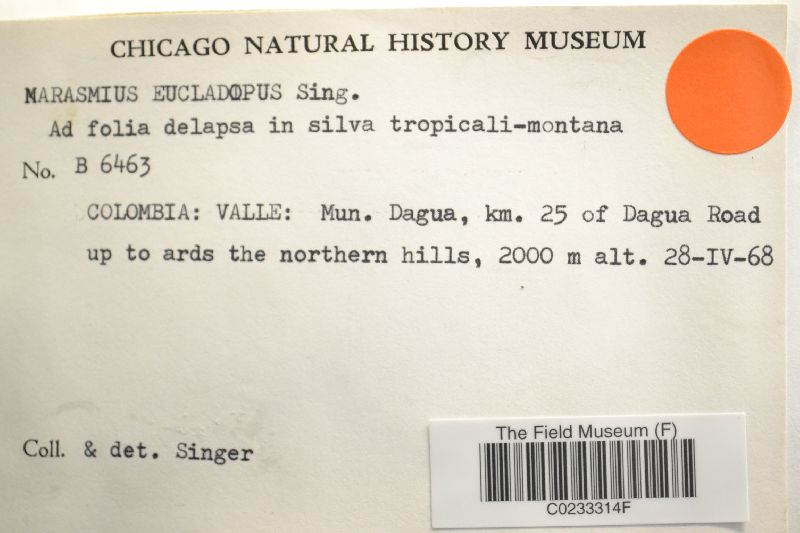 CHICAGO NATURAL HISTORY MUSEUM
MARASMIUS EUCLADOPUS Sing.
Ad folia delapsa in silva tropicali-montana
No. B 6463
COLOMBIA: VALLE: Mun. Dagua, km. 25 of Dagua Road
up to ards the northern hills, 2000 m alt. 28-IV-68
Coll. & det. Singer
The Field Museum (F)
C0233314F